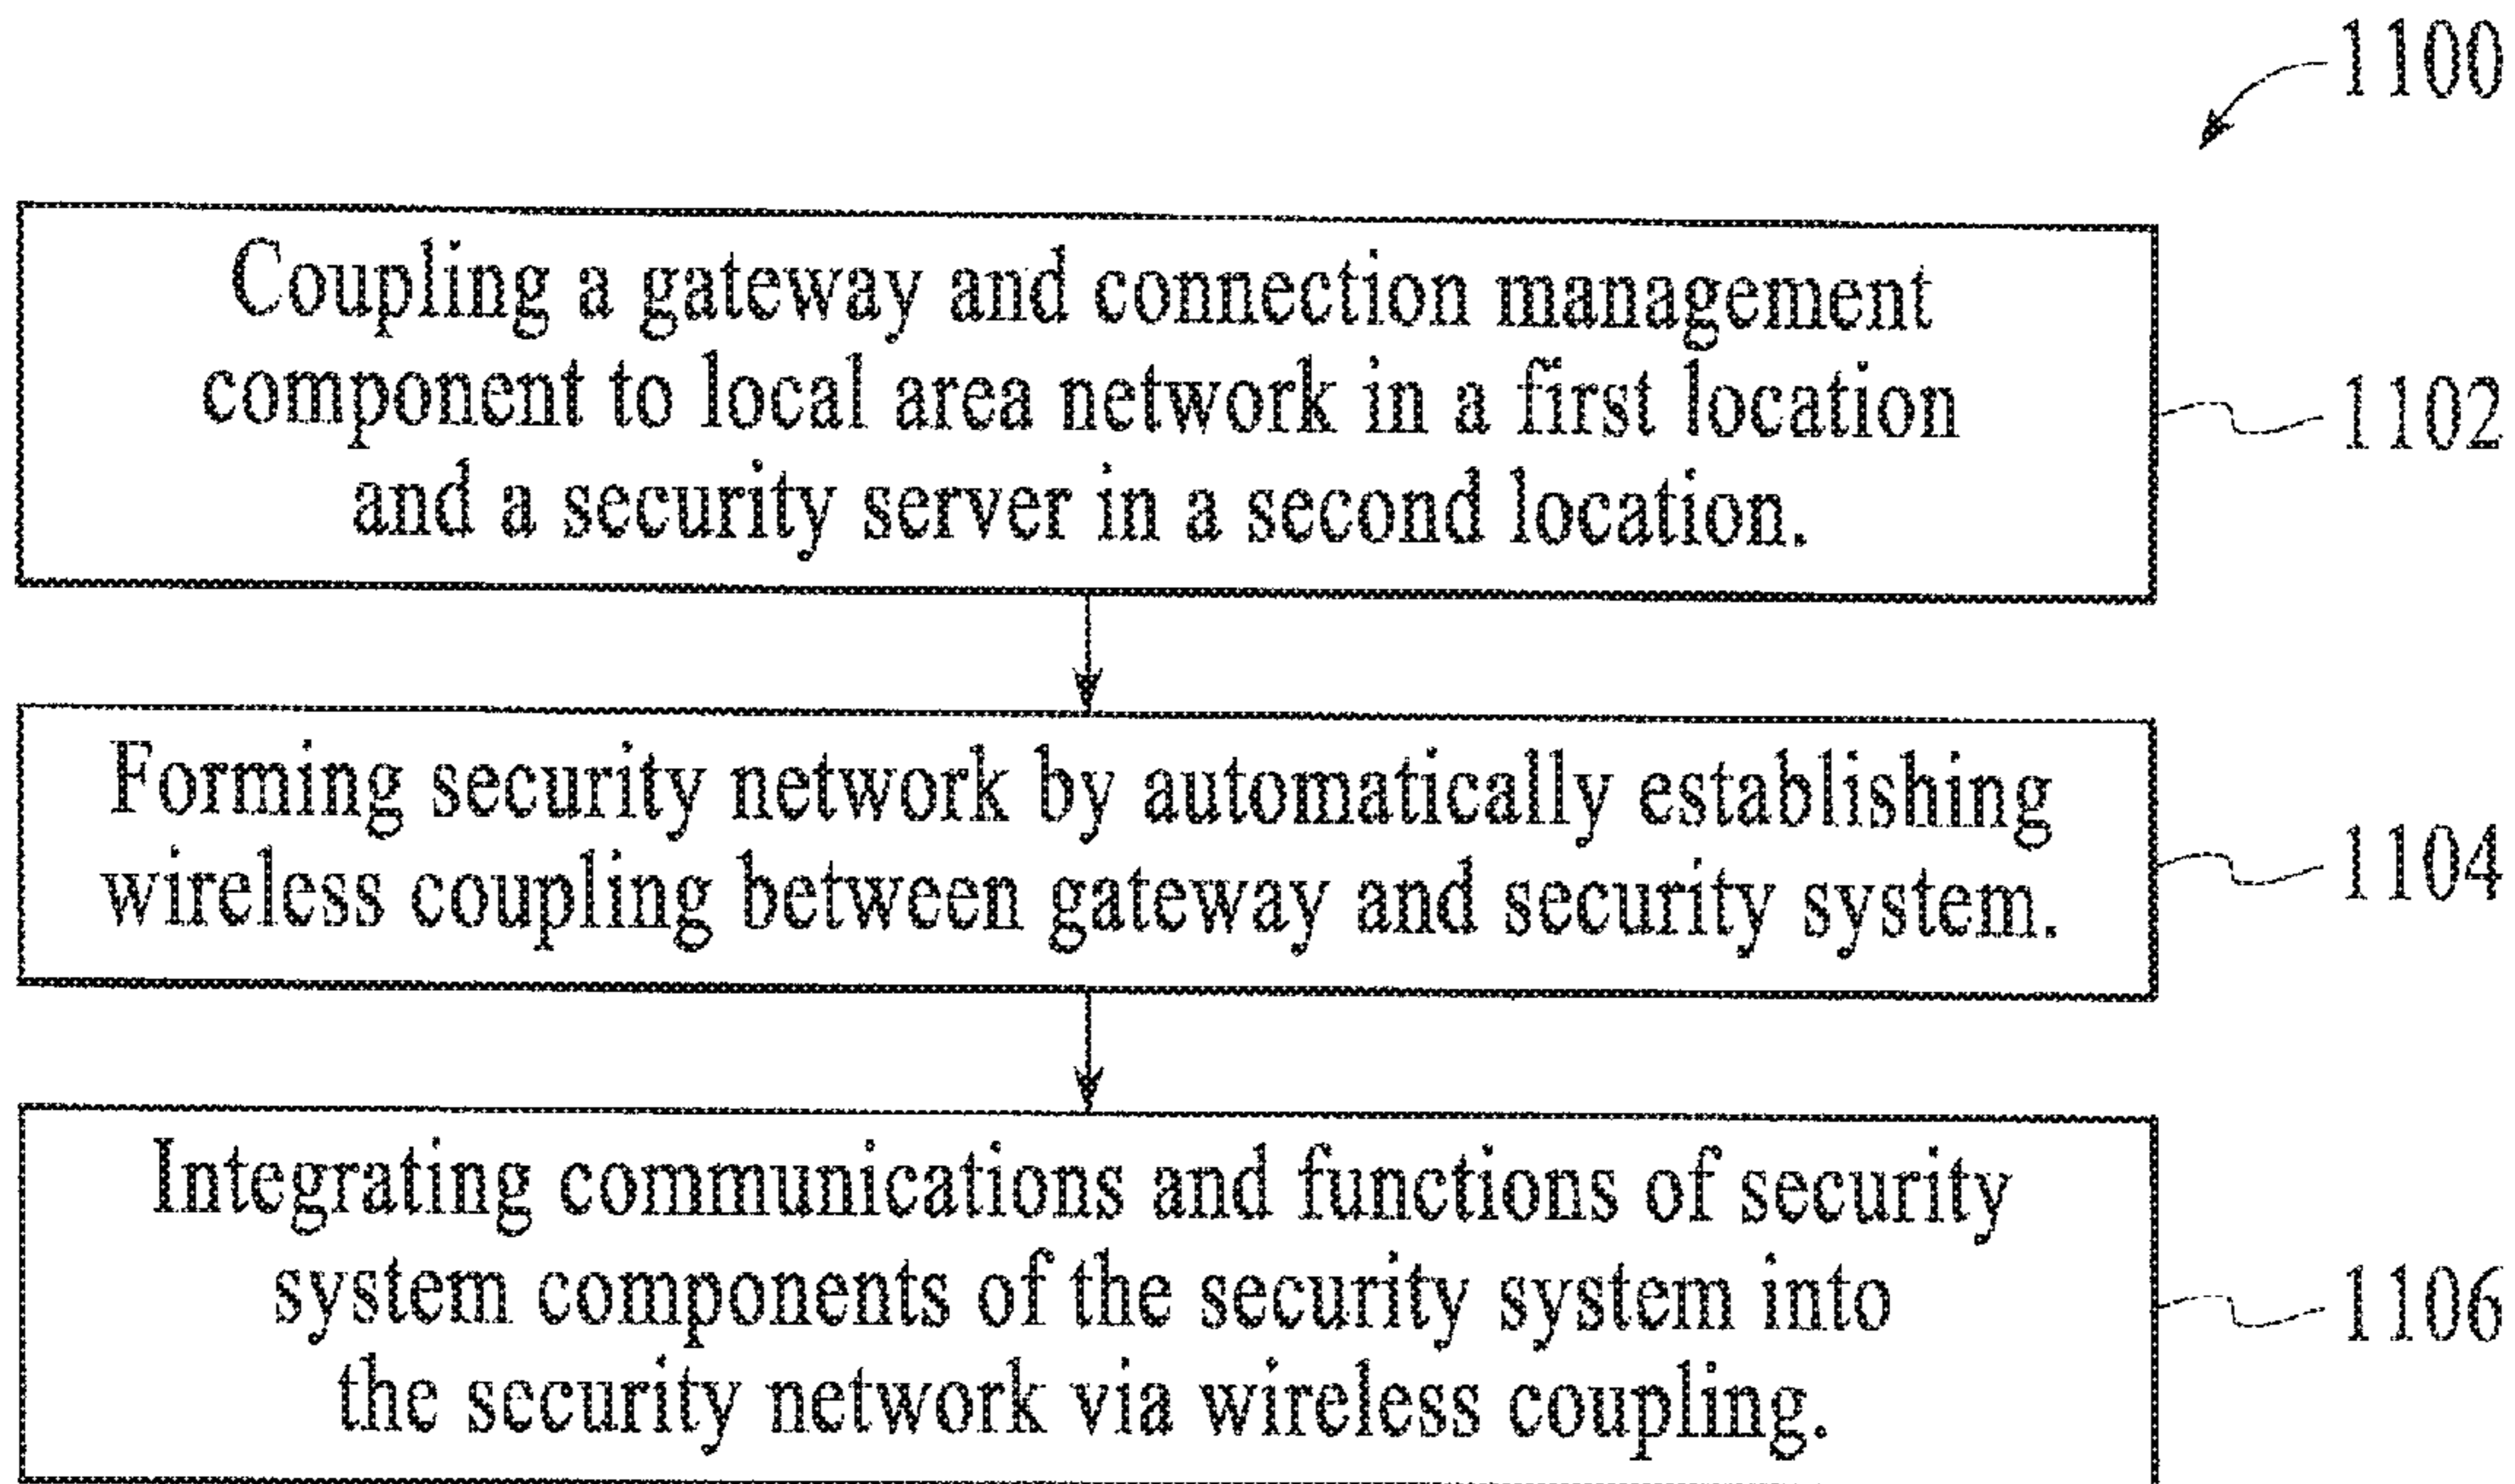 1100
Coupling a gateway and connection management
component to local area network in a first location
and a security server in a second location.
1102
Forming security network by automatically establishing
wireless coupling between gateway and security system.
1104
Integrating communications and functions of security
system components of the security system into
the security network via wireless coupling.
1106